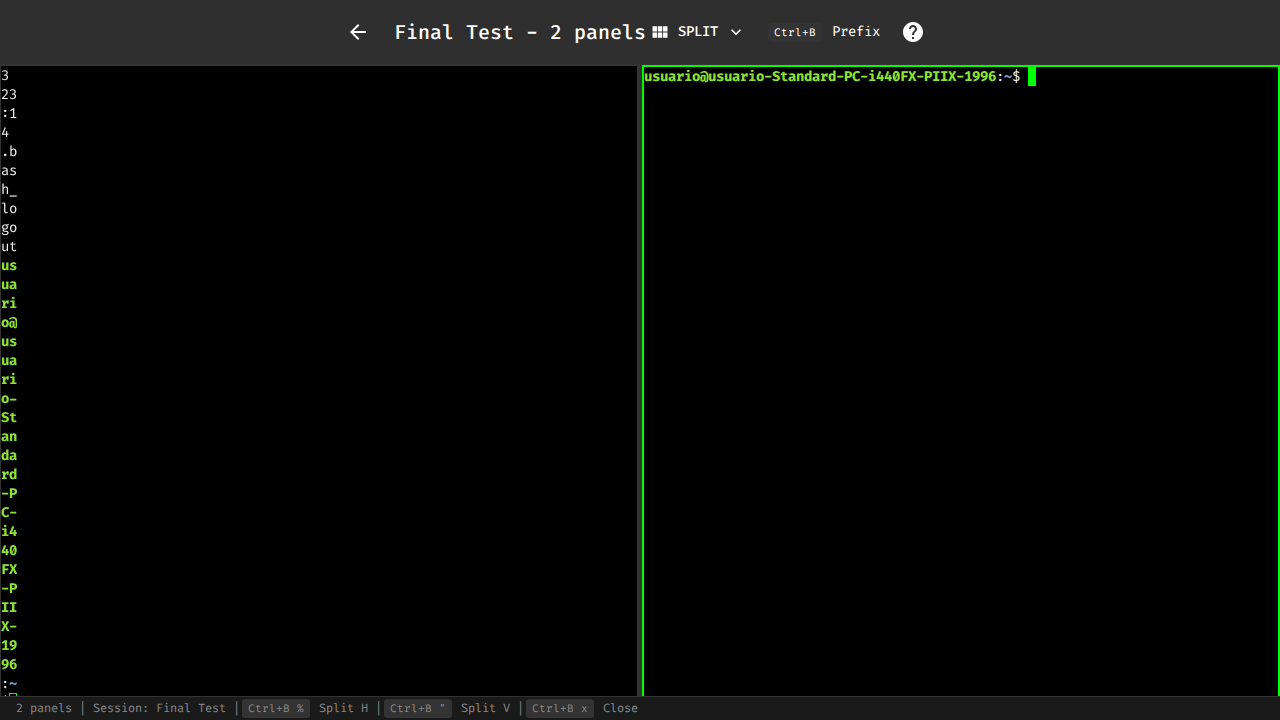 Final Test - 2 panels SPLIT Ctrl+B Prefix ?
3
23
:1
4
.b
as
h_
lo
go
ut
us
ua
ri
o@
us
ua
ri
o-
St
an
da
rd
-P
C-
i4
40
FX
-P
II
X-
19
96
:~
usuario@usuario-Standard-PC-i440FX-PIIX-1996:~$
2 panels | Session: Final Test | Ctrl+B % Split H | Ctrl+B " Split V | Ctrl+B x Close